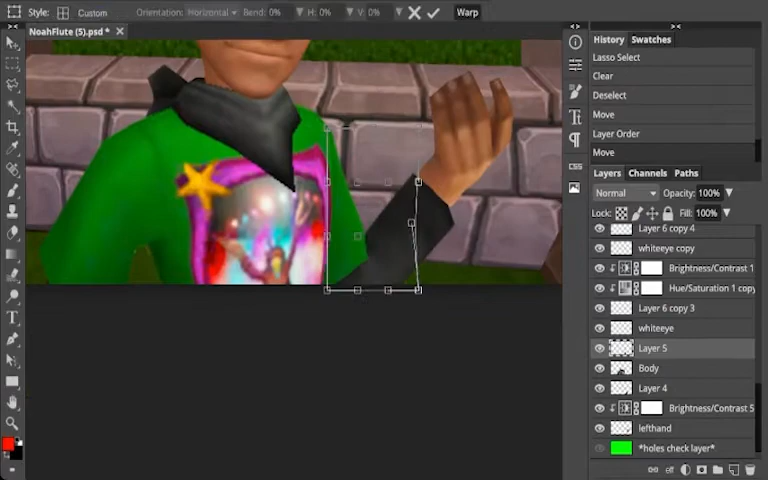 Style: Custom Orientation: Horizontal Bend: 0% H: 0% V: 0% Warp
NoahFlute (5).psd *
History Swatches
Lasso Select
Clear
Deselect
Move
Layer Order
Move
Layers Channels Paths
Normal Opacity: 100%
Lock: Fill: 100%
Layer 6 copy 4
whiteeye copy
Brightness/Contrast 1
Hue/Saturation 1 copy
Layer 6 copy 3
whiteeye
Layer 5
Body
Layer 4
Brightness/Contrast 5
lefthand
*holes check layer*
CSS